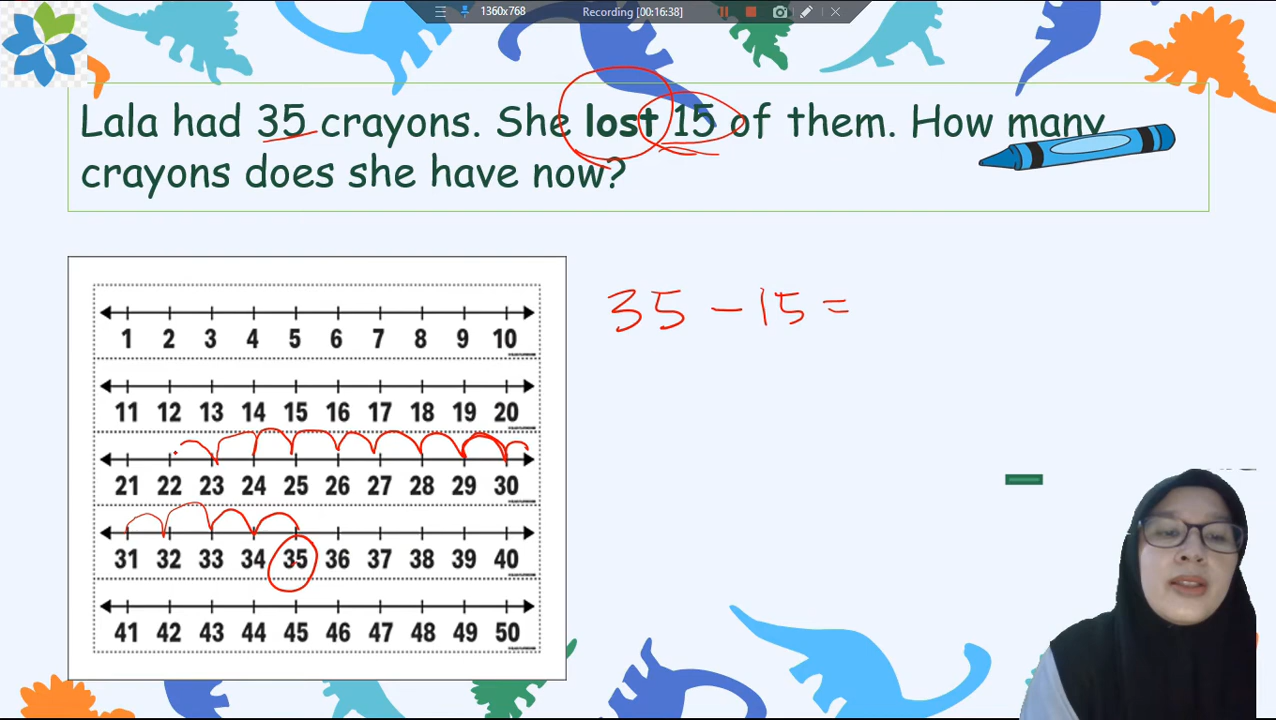 1360x768
Recording [00:16:38]
Lala had 35 crayons. She lost 15 of them. How many
crayons does she have now?
1 2 3 4 5 6 7 8 9 10
35 - 15 =
11 12 13 14 15 16 17 18 19 20
21 22 23 24 25 26 27 28 29 30
31 32 33 34 35 36 37 38 39 40
41 42 43 44 45 46 47 48 49 50